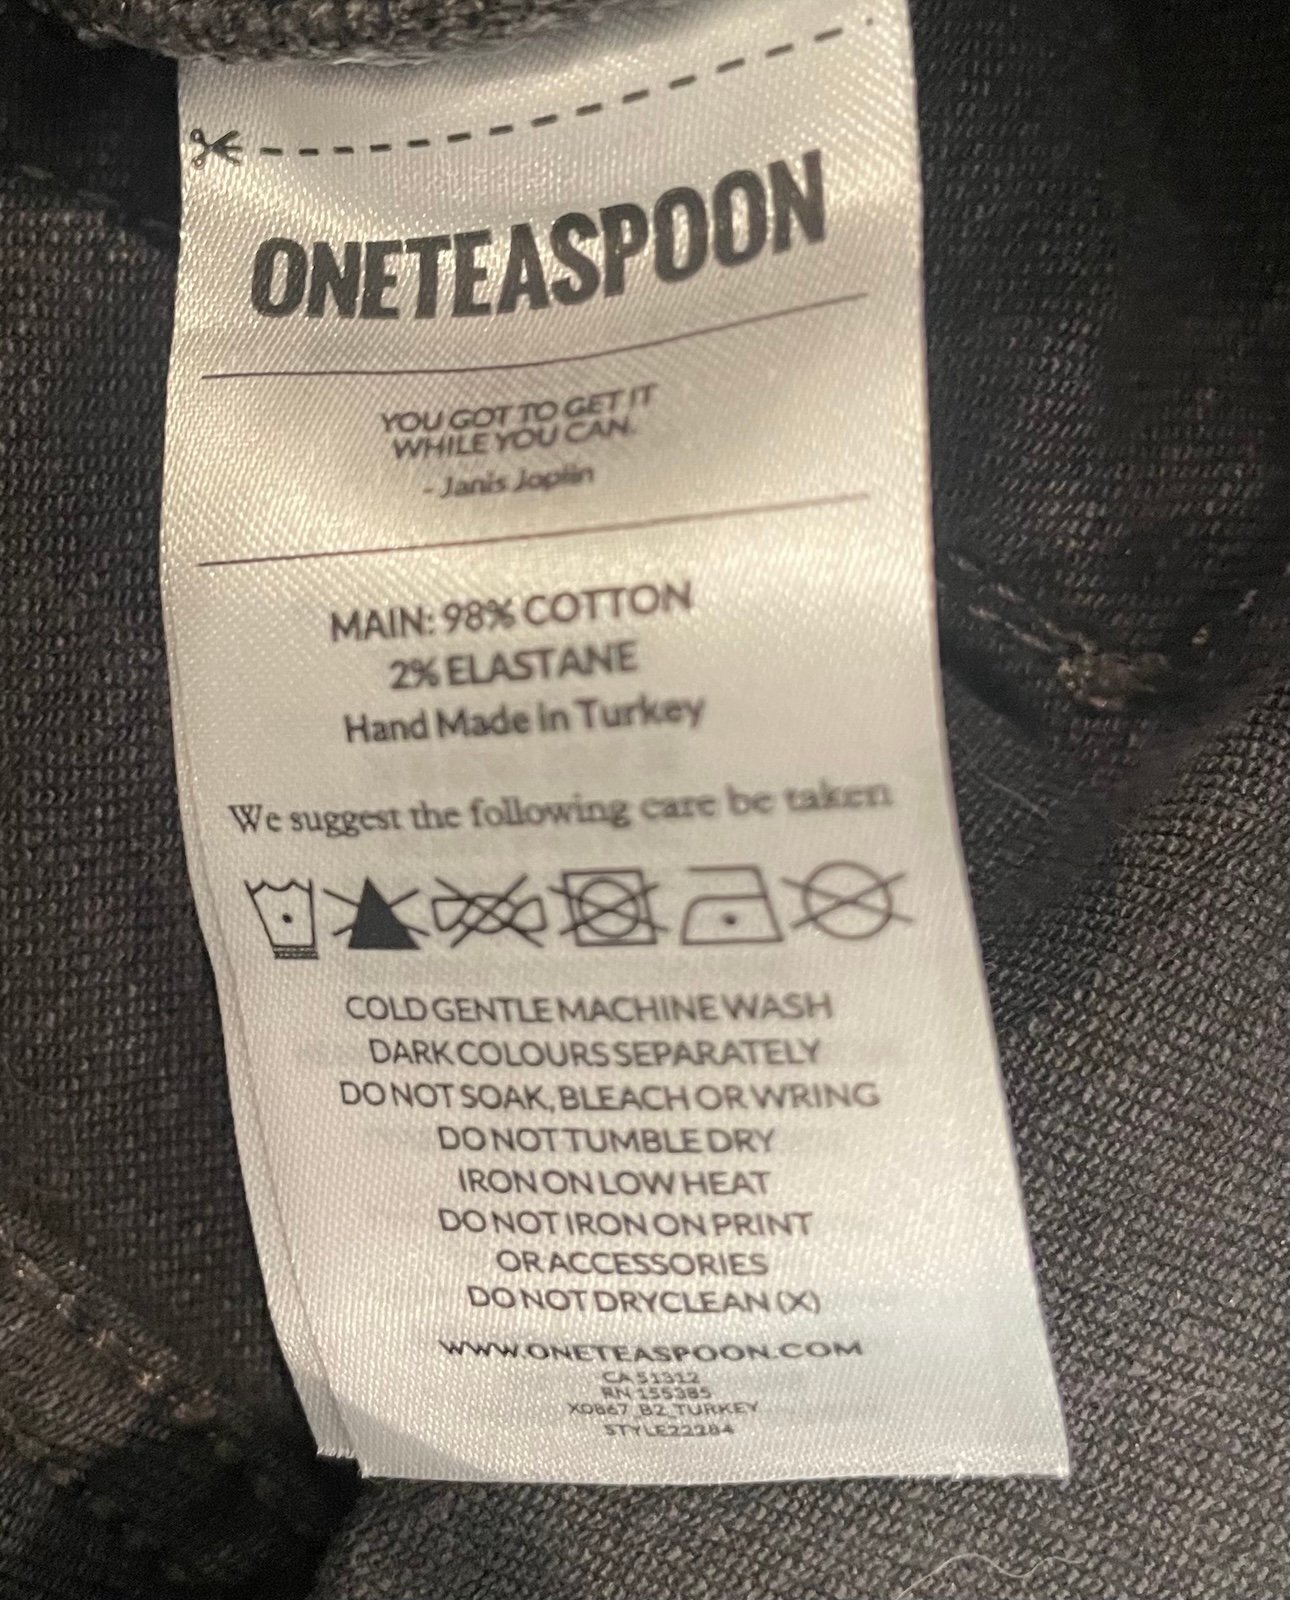 ONETEASPOON
YOU GOT TO GET IT
WHILE YOU CAN.
- Janis Joplin
MAIN: 98% COTTON
2% ELASTANE
Hand Made in Turkey
We suggest the following care be taken
COLD GENTLE MACHINE WASH
DARK COLOURS SEPARATELY
DO NOT SOAK, BLEACH OR WRING
DO NOT TUMBLE DRY
IRON ON LOW HEAT
DO NOT IRON ON PRINT
OR ACCESSORIES
DO NOT DRYCLEAN (X)
WWW.ONETEASPOON.COM
CA 51312
RN 155385
XO867_B2_TURKEY
STYLE22284